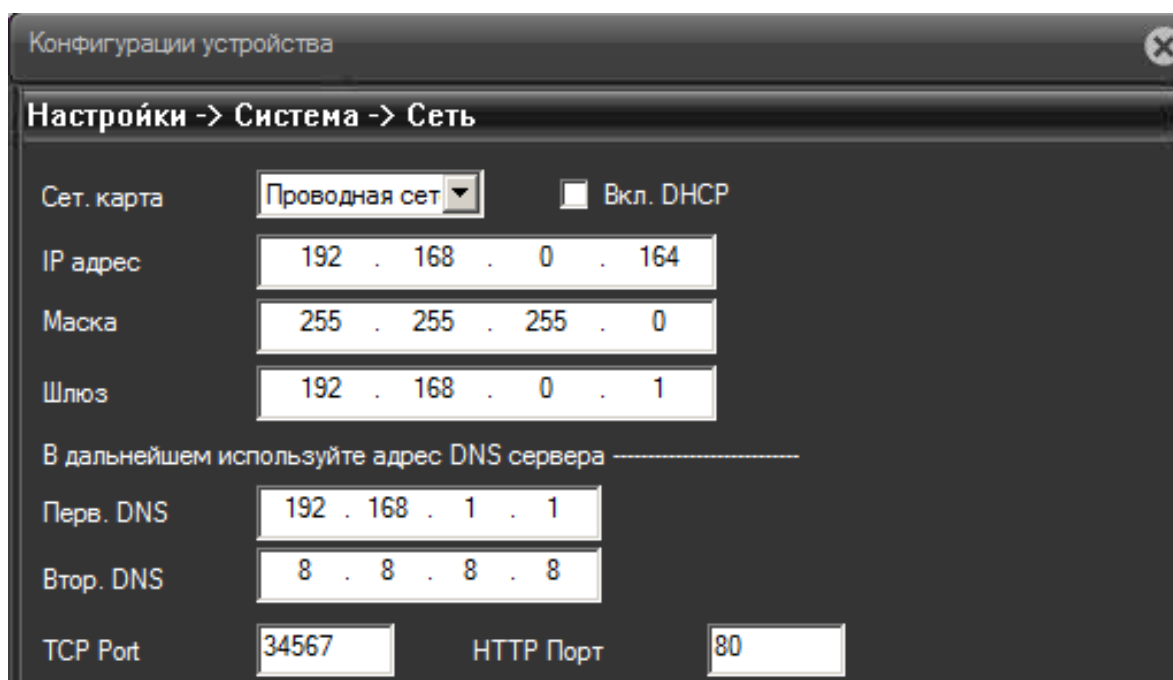 Конфигурации устройства
Настройки -> Система -> Сеть
Сет. карта Проводная сет Вкл. DHCP
IP адрес 192 . 168 . 0 . 164
Маска 255 . 255 . 255 . 0
Шлюз 192 . 168 . 0 . 1
В дальнейшем используйте адрес DNS сервера ---------------------------
Перв. DNS 192 . 168 . 1 . 1
Втор. DNS 8 . 8 . 8 . 8
TCP Port 34567 HTTP Порт 80